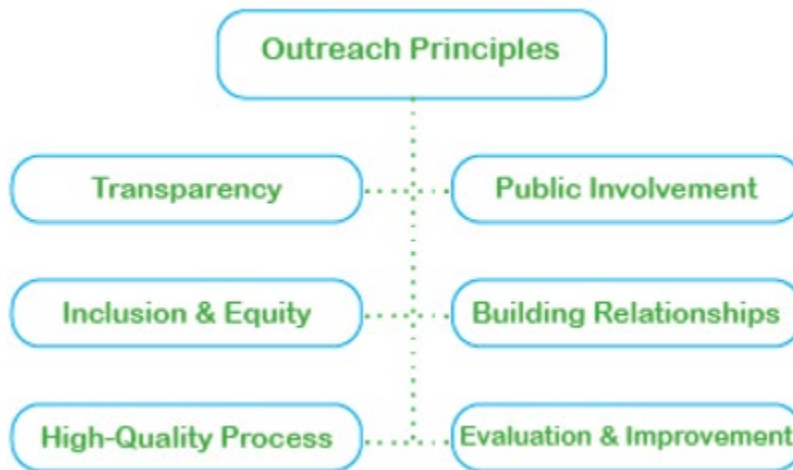 Outreach Principles
Transparency
Public Involvement
Inclusion & Equity
Building Relationships
High-Quality Process
Evaluation & Improvement